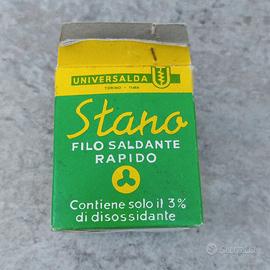 UNIVERSALDA
TORINO - ITALIA
Stano
FILO SALDANTE
RAPIDO
Contiene solo il 3%
di disossidante